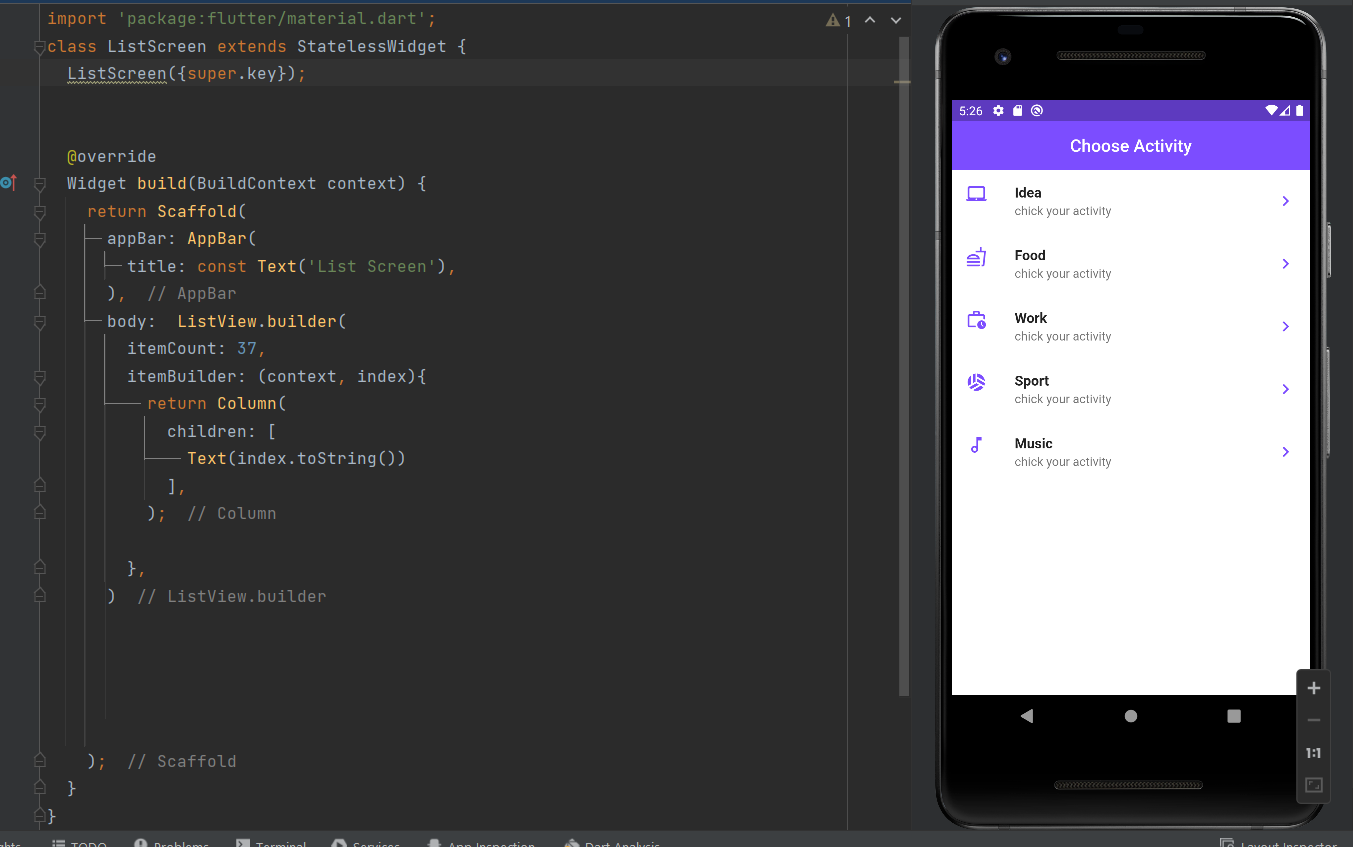 import 'package:flutter/material.dart';
class ListScreen extends StatelessWidget {
ListScreen({super.key});
@override
Widget build(BuildContext context) {
return Scaffold(
appBar: AppBar(
title: const Text('List Screen'),
), // AppBar
body: ListView.builder(
itemCount: 37,
itemBuilder: (context, index){
return Column(
children: [
Text(index.toString())
],
); // Column
},
) // ListView.builder
); // Scaffold
}
}
1
5:26
Choose Activity
Idea
chick your activity
Food
chick your activity
Work
chick your activity
Sport
chick your activity
Music
chick your activity
1:1
TODO
Problems
Terminal
Services
App Inspection
Dart Analysis
Layout Inspector